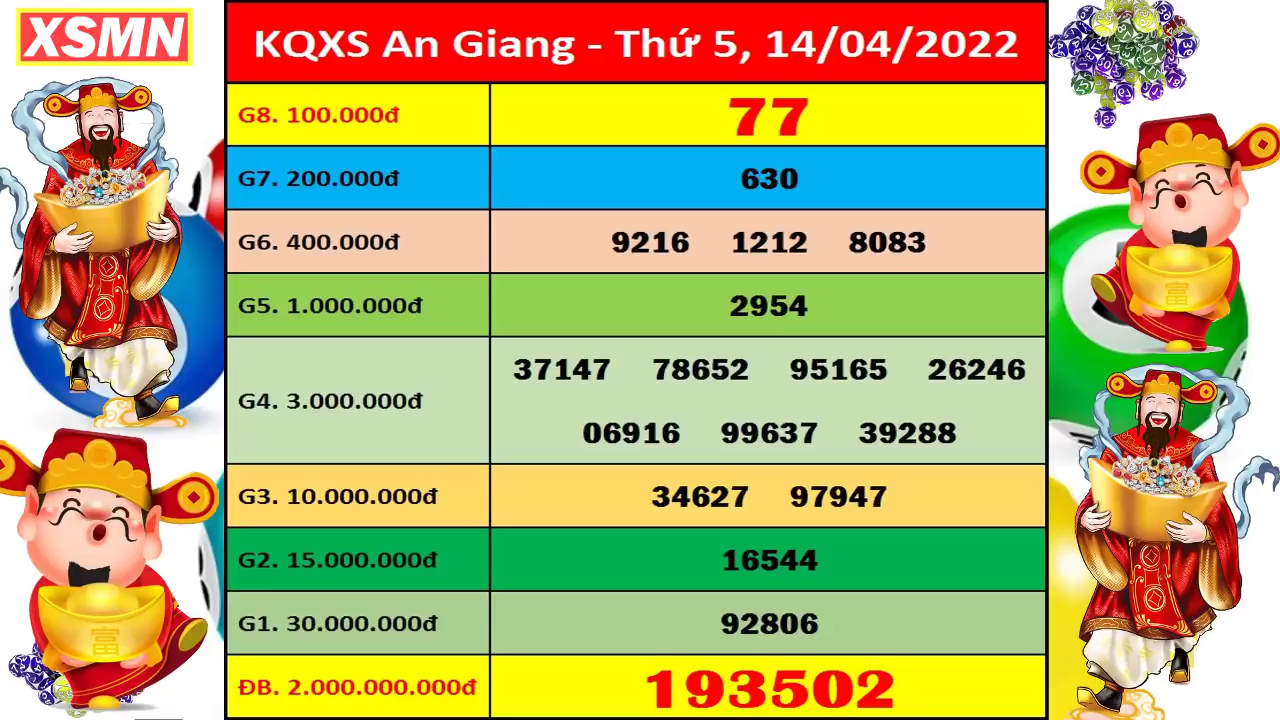 XSMN
KQXS An Giang - Thứ 5, 14/04/2022
G8. 100.000đ 77
G7. 200.000đ 630
G6. 400.000đ 9216 1212 8083
G5. 1.000.000đ 2954
G4. 3.000.000đ 37147 78652 95165 26246
06916 99637 39288
G3. 10.000.000đ 34627 97947
G2. 15.000.000đ 16544
G1. 30.000.000đ 92806
ĐB. 2.000.000.000đ 193502
富
富